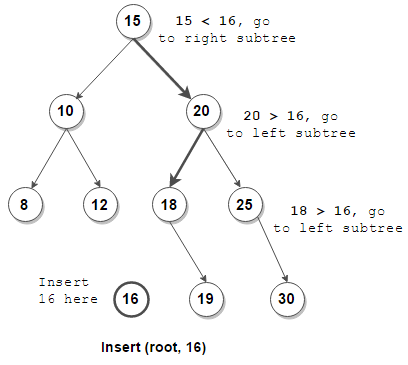 15
15 < 16, go
to right subtree
10
20
20 > 16, go
to left subtree
8
12
18
25
18 > 16, go
to left subtree
Insert
16 here
16
19
30
Insert (root, 16)